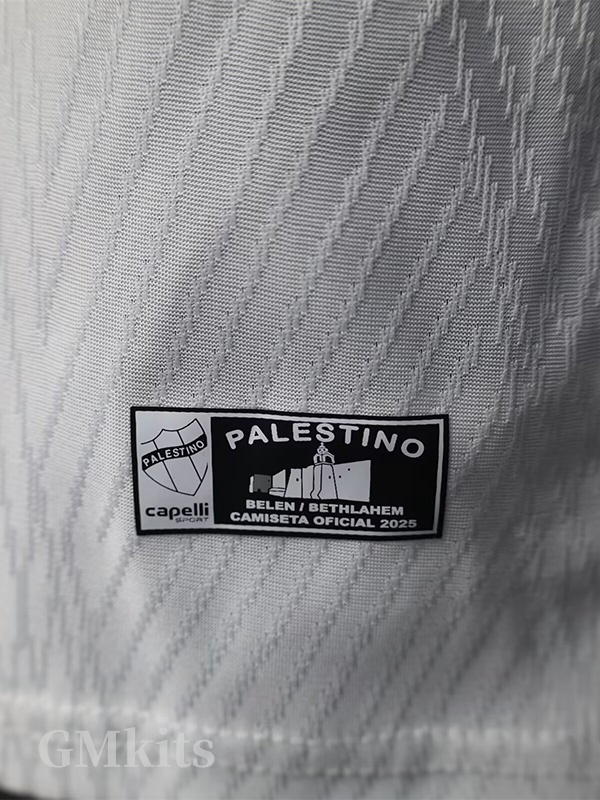 PALESTINO
capelli
SPORT
PALESTINO
BELEN / BETHLAHEM
CAMISETA OFICIAL 2025
GMkits